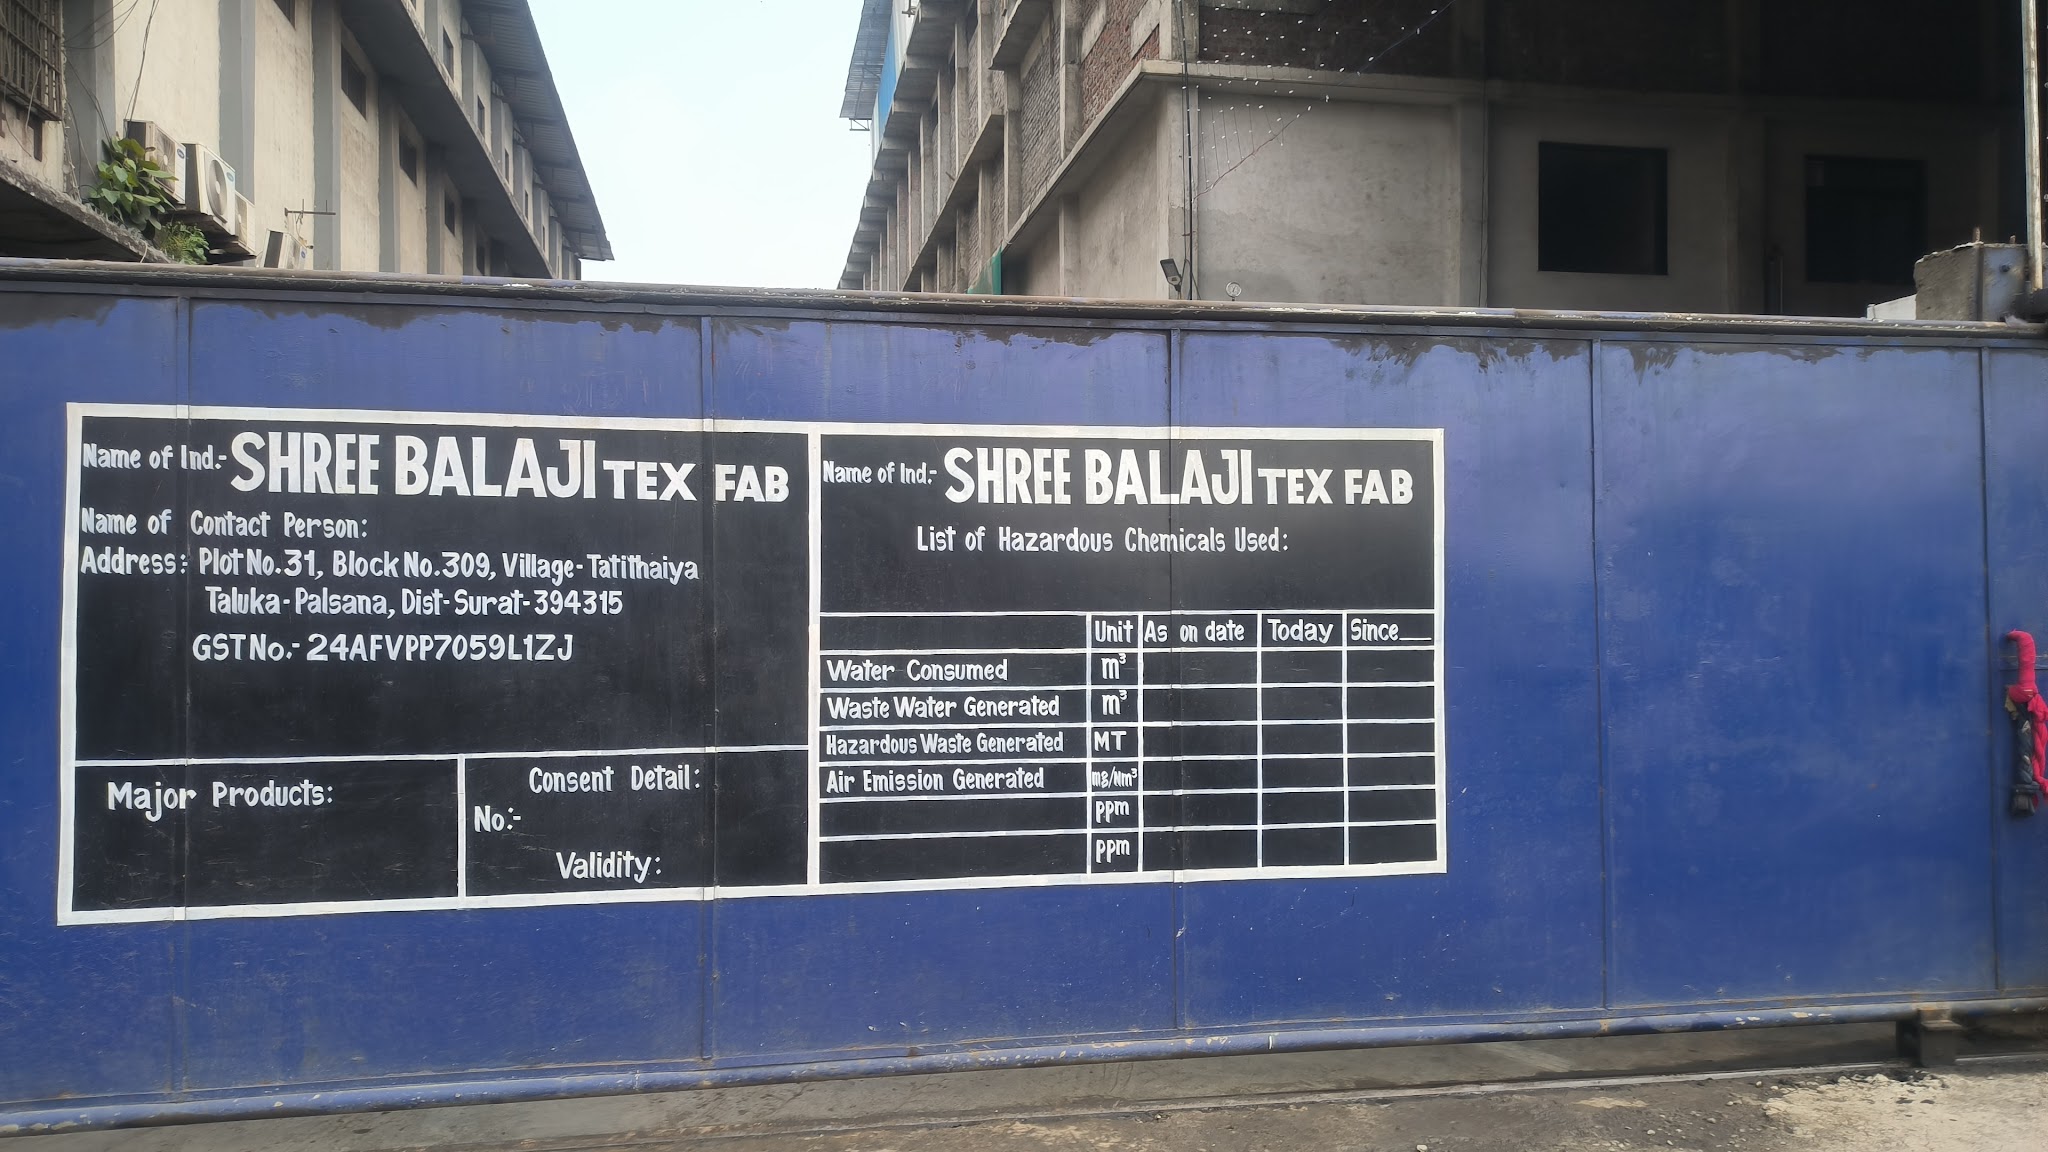 Name of Ind.:- SHREE BALAJI TEX FAB
Name of Contact Person:
Address:- Plot No.31, Block No.309, Village-Tatithaiya
Taluka-Palsana, Dist-Surat-394315
GST No.:- 24AFVPP7059L1ZJ
Major Products:
Consent Detail:
No:-
Validity:
Name of Ind.:- SHREE BALAJI TEX FAB
List of Hazardous Chemicals Used:
Unit As on date Today Since___
Water Consumed m³
Waste Water Generated m³
Hazardous Waste Generated MT
Air Emission Generated mg/Nm³
ppm
ppm